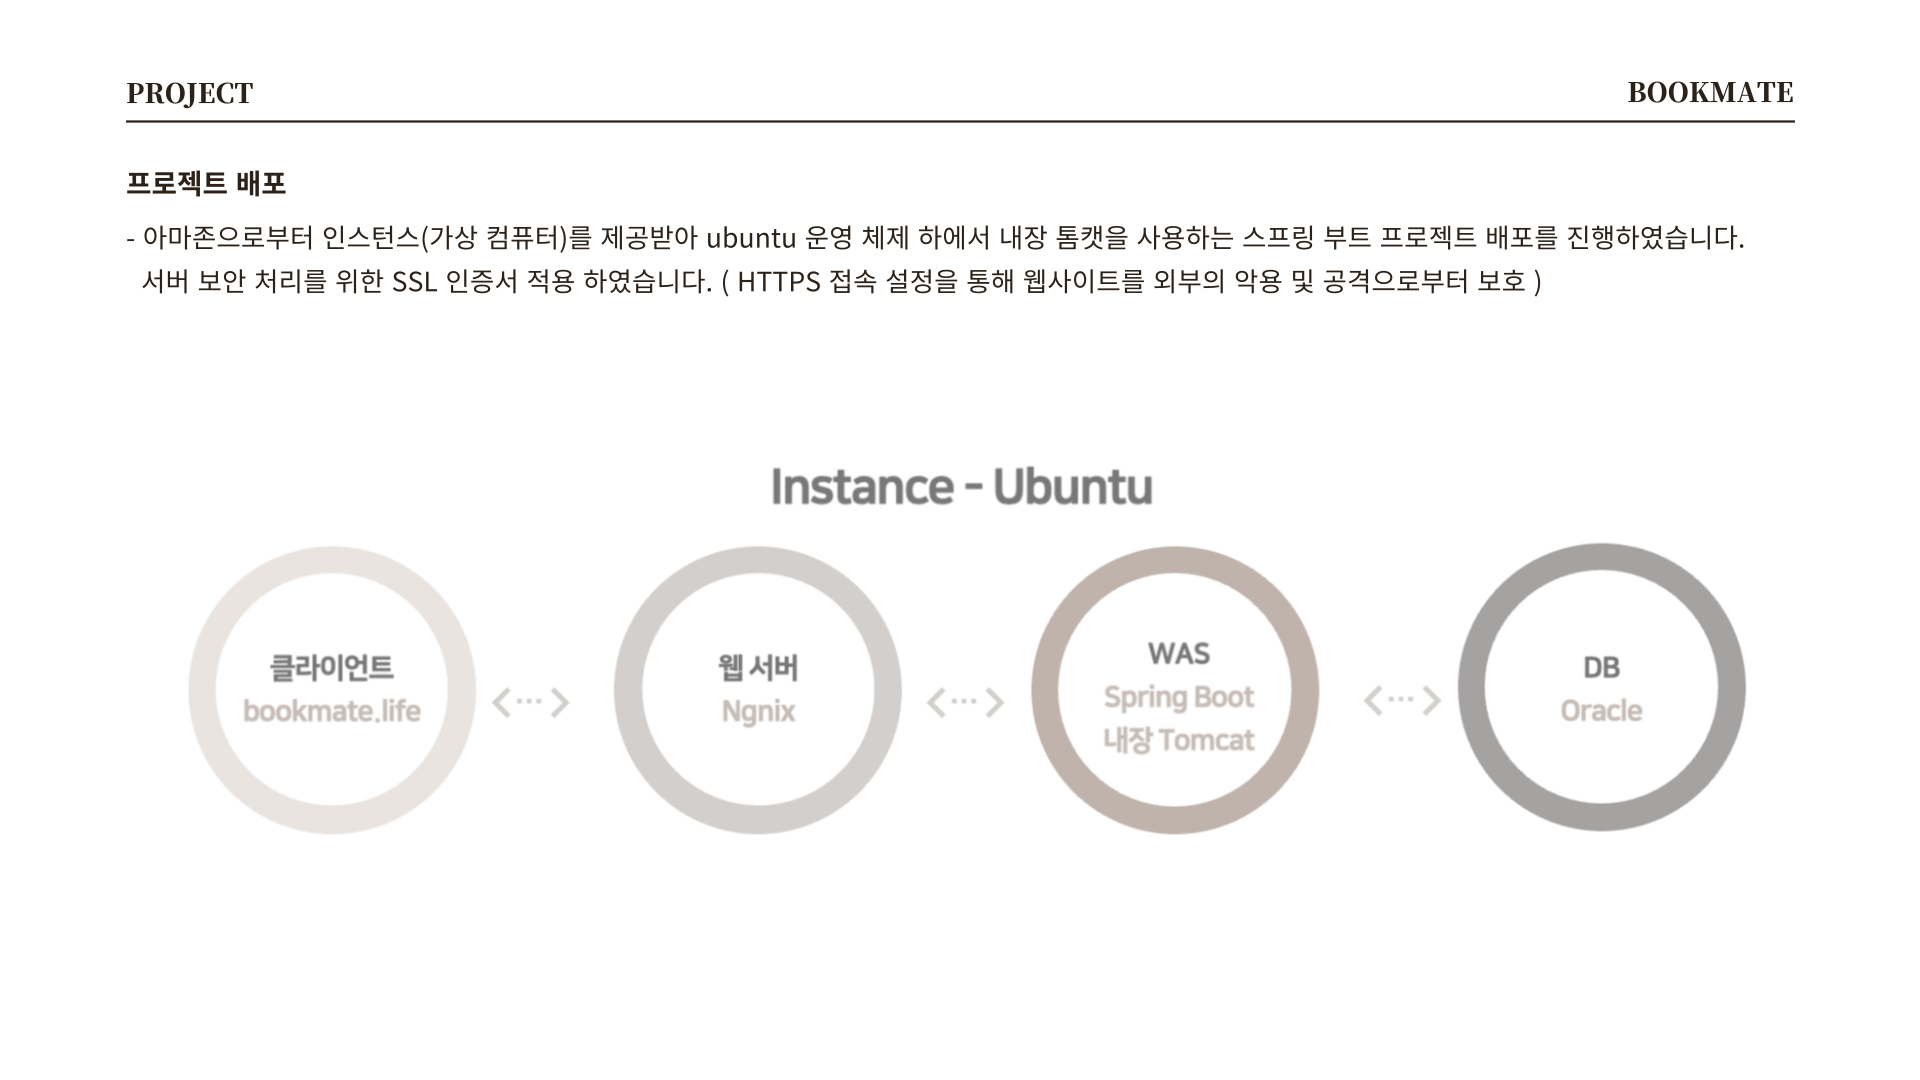 PROJECT
BOOKMATE
프로젝트 배포
- 아마존으로부터 인스턴스(가상 컴퓨터)를 제공받아 ubuntu 운영 체제 하에서 내장 톰캣을 사용하는 스프링 부트 프로젝트 배포를 진행하였습니다.
서버 보안 처리를 위한 SSL 인증서 적용 하였습니다. ( HTTPS 접속 설정을 통해 웹사이트를 외부의 악용 및 공격으로부터 보호 )
Instance - Ubuntu
클라이언트
bookmate.life
웹 서버
Ngnix
WAS
Spring Boot
내장 Tomcat
DB
Oracle